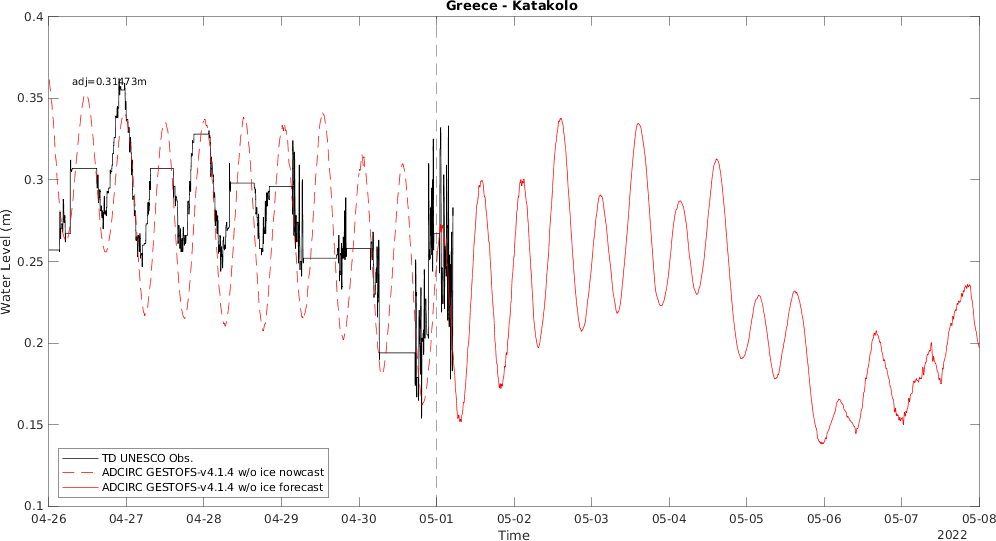 Greece - Katakolo
0.4
0.35
0.3
0.25
0.2
0.15
0.1
Water Level (m)
adj=0.31473m
TD UNESCO Obs.
ADCIRC GESTOFS-v4.1.4 w/o ice nowcast
ADCIRC GESTOFS-v4.1.4 w/o ice forecast
04-26 04-27 04-28 04-29 04-30 05-01 05-02 05-03 05-04 05-05 05-06 05-07 05-08
Time
2022